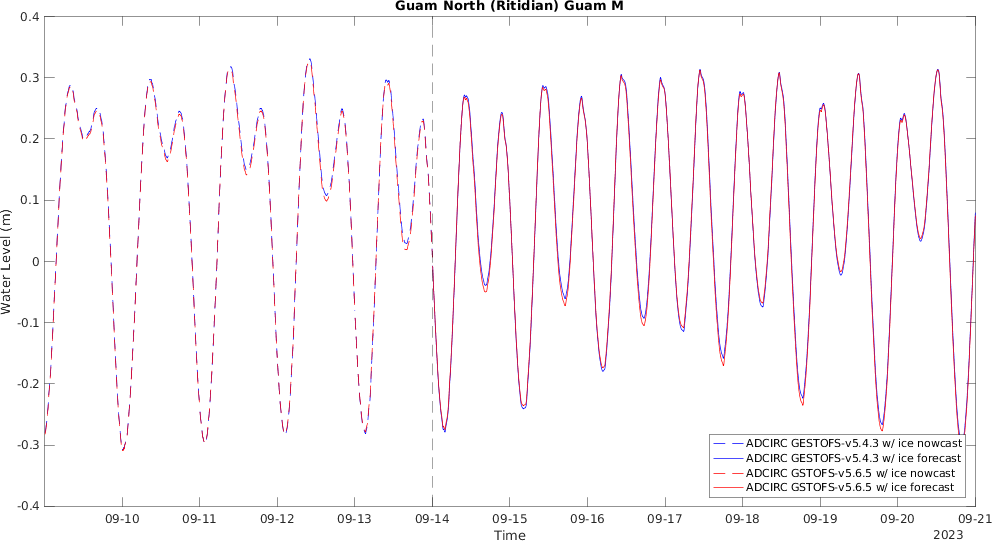 Guam North (Ritidian) Guam M
0.4
0.3
0.2
0.1
0
-0.1
-0.2
-0.3
-0.4
Water Level (m)
ADCIRC GESTOFS-v5.4.3 w/ ice nowcast
ADCIRC GESTOFS-v5.4.3 w/ ice forecast
ADCIRC GSTOFS-v5.6.5 w/ ice nowcast
ADCIRC GSTOFS-v5.6.5 w/ ice forecast
09-10 09-11 09-12 09-13 09-14 09-15 09-16 09-17 09-18 09-19 09-20 09-21
Time
2023